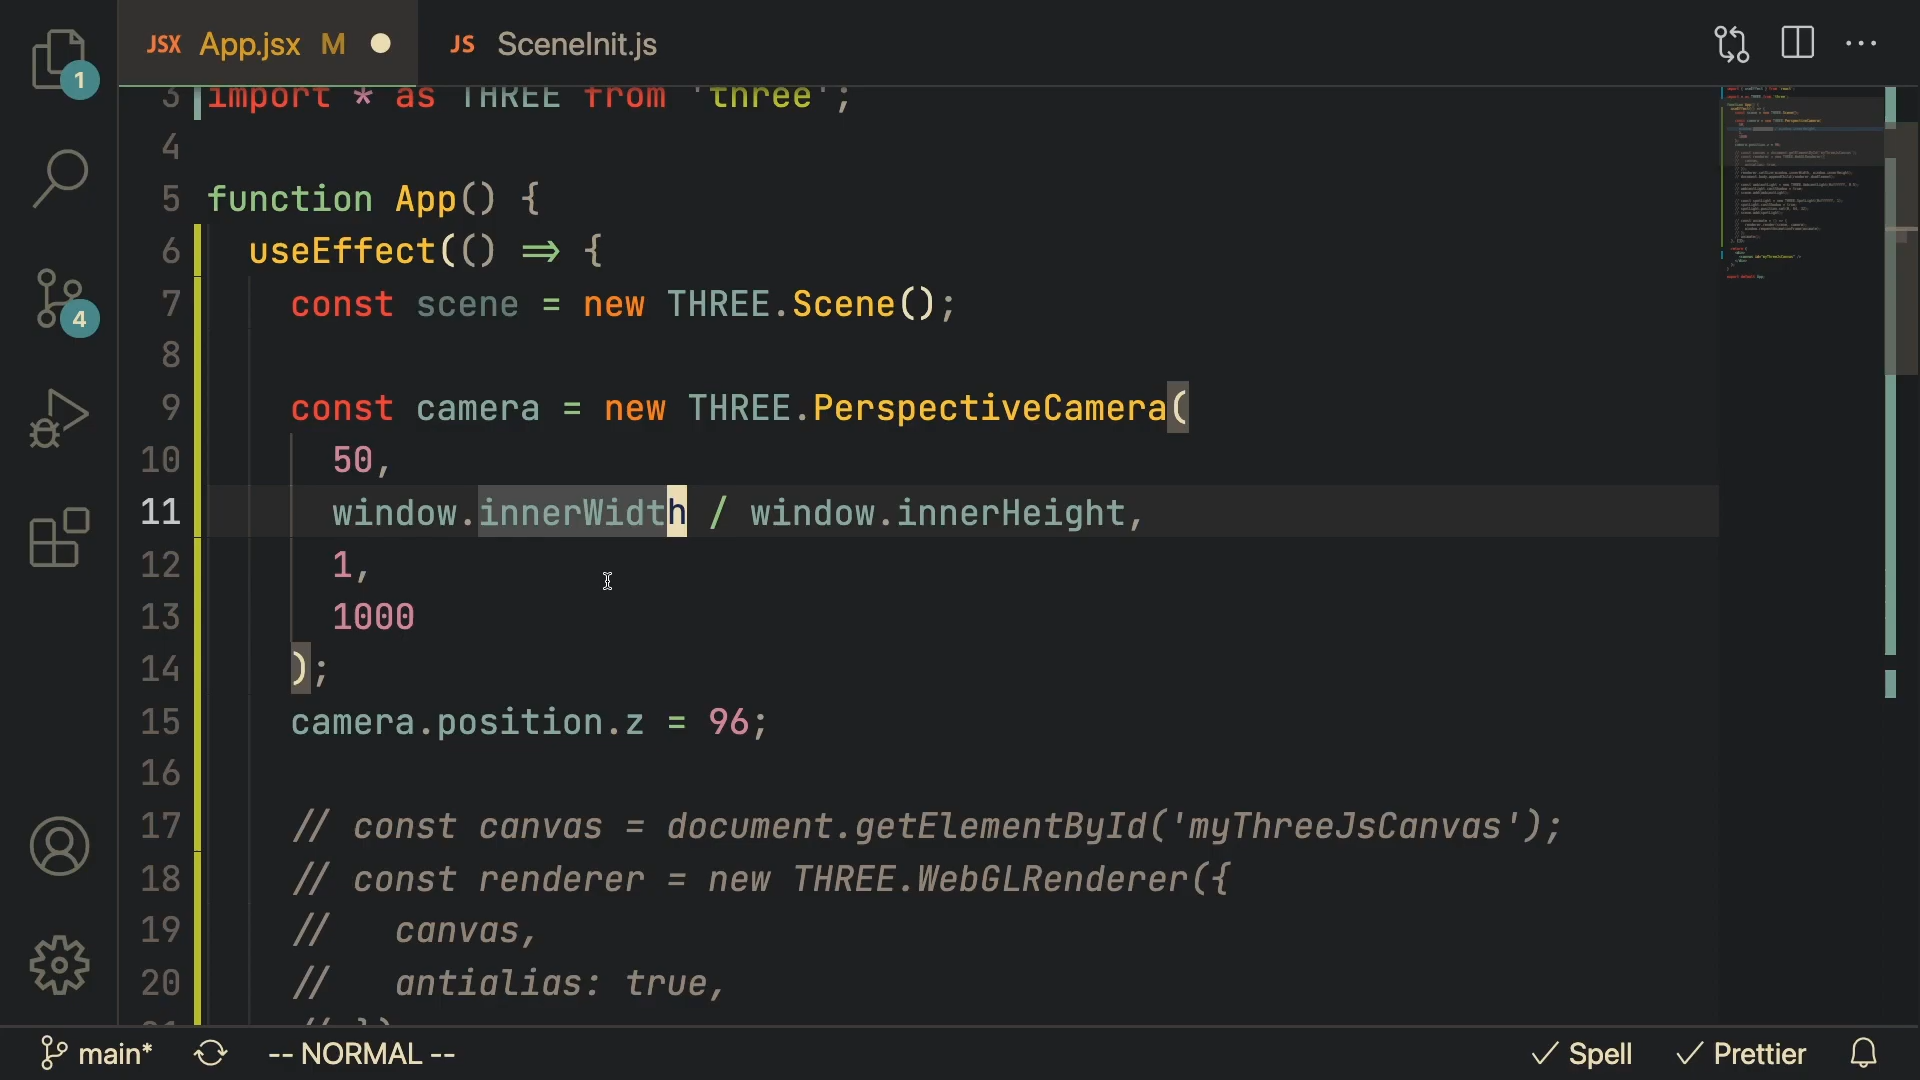 JSX App.jsx M
JS SceneInit.js
1
4
3 import * as THREE from 'three';
4
5 function App() {
6 useEffect(() => {
7 const scene = new THREE.Scene();
8
9 const camera = new THREE.PerspectiveCamera(
10 50,
11 window.innerWidth / window.innerHeight,
12 1,
13 1000
14 );
15 camera.position.z = 96;
16
17 // const canvas = document.getElementById('myThreeJsCanvas');
18 // const renderer = new THREE.WebGLRenderer({
19 // canvas,
20 // antialias: true,
21 // })
main*
-- NORMAL --
Spell
Prettier